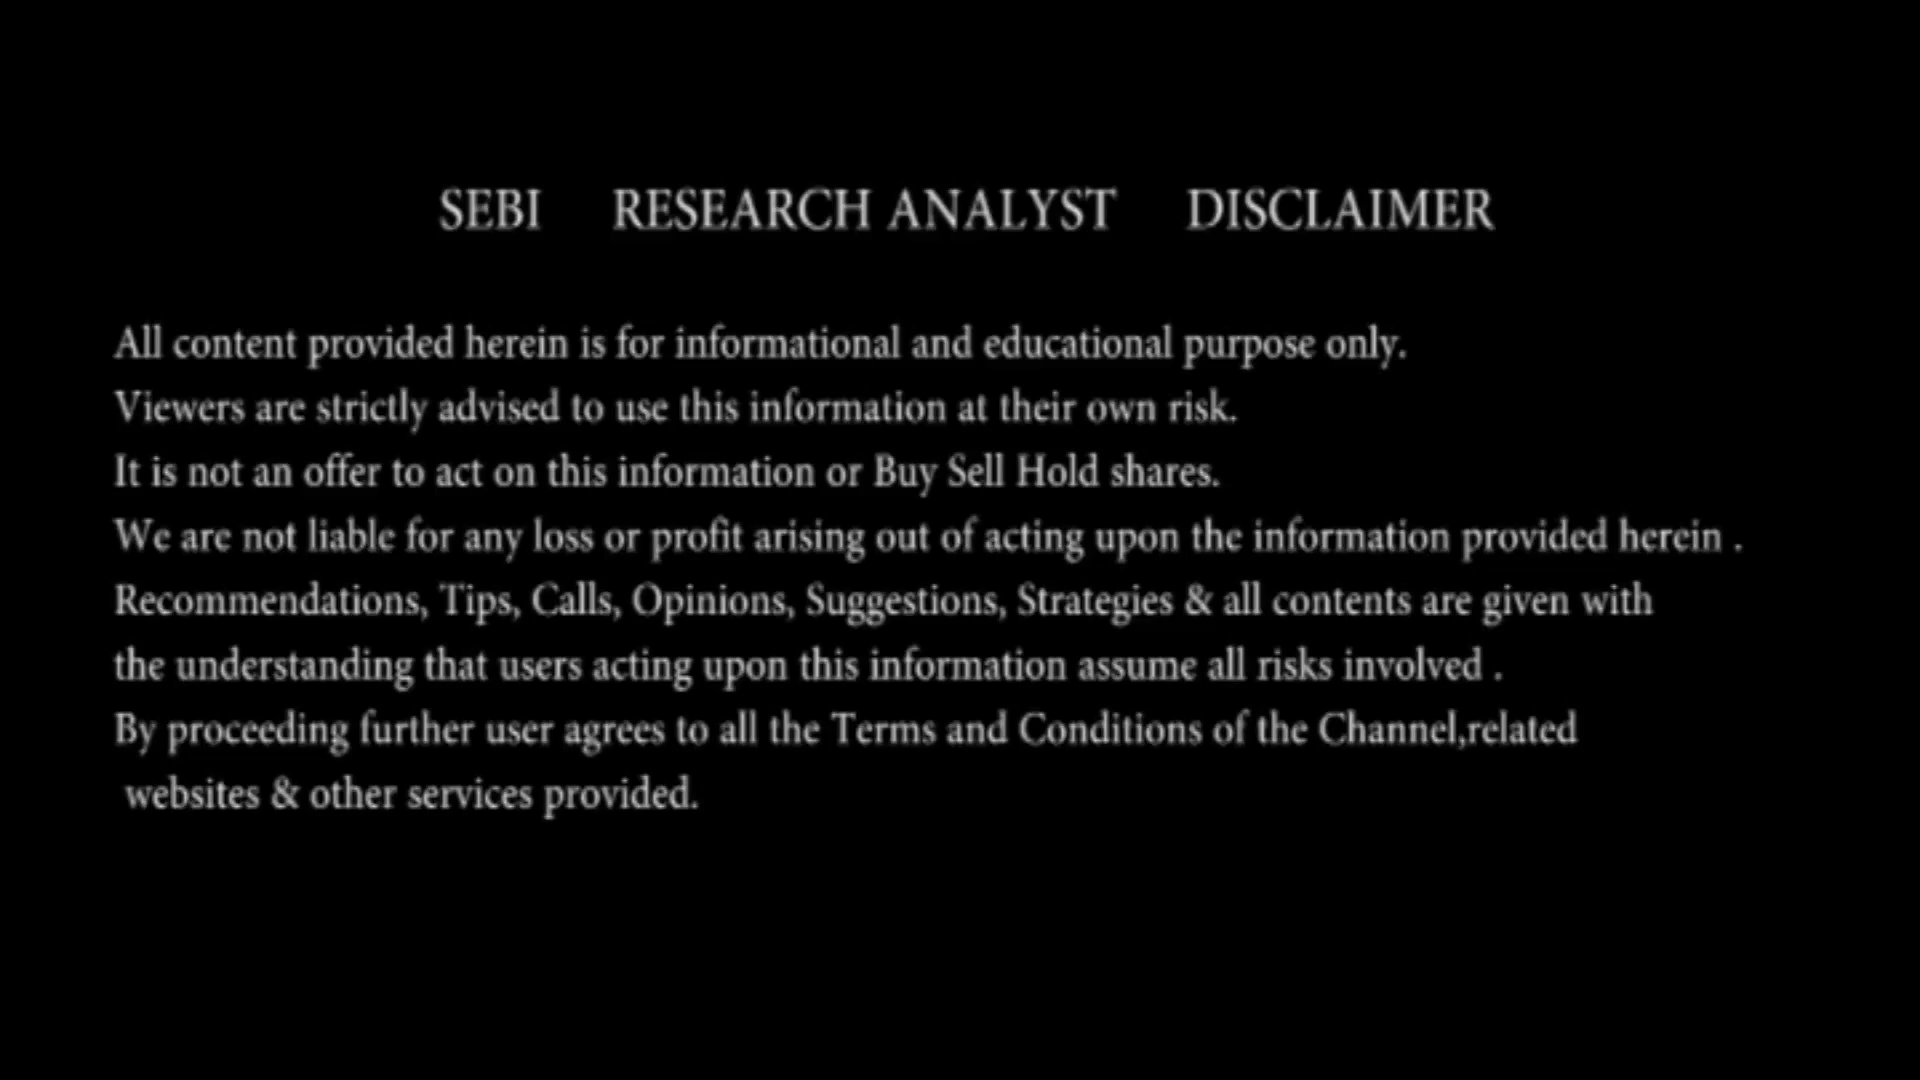 SEBI RESEARCH ANALYST DISCLAIMER
All content provided herein is for informational and educational purpose only.
Viewers are strictly advised to use this information at their own risk.
It is not an offer to act on this information or Buy Sell Hold shares.
We are not liable for any loss or profit arising out of acting upon the information provided herein .
Recommendations, Tips, Calls, Opinions, Suggestions, Strategies & all contents are given with
the understanding that users acting upon this information assume all risks involved .
By proceeding further user agrees to all the Terms and Conditions of the Channel,related
websites & other services provided.